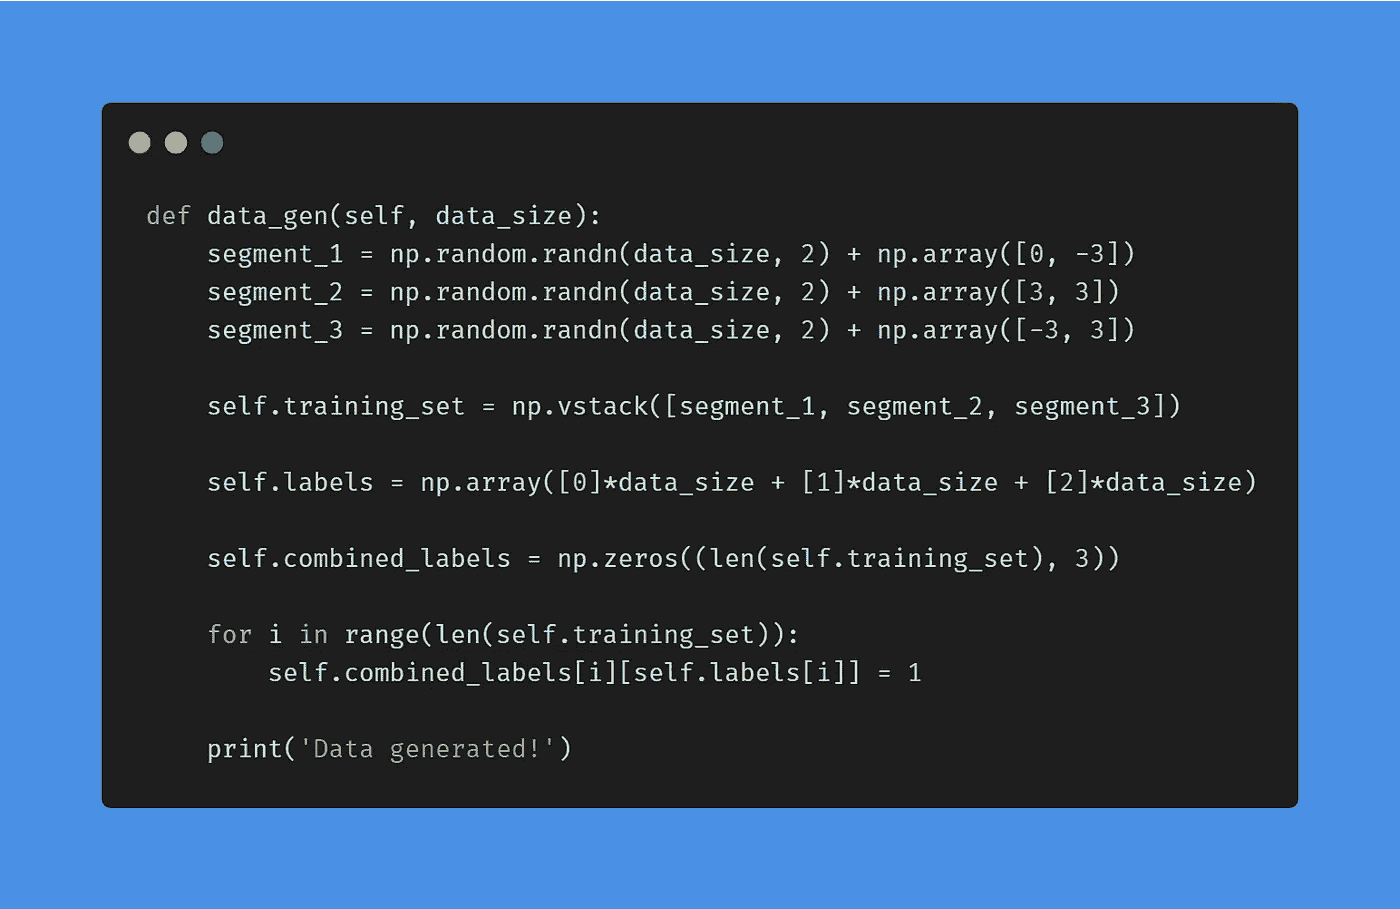 def data_gen(self, data_size):
    segment_1 = np.random.randn(data_size, 2) + np.array([0, -3])
    segment_2 = np.random.randn(data_size, 2) + np.array([3, 3])
    segment_3 = np.random.randn(data_size, 2) + np.array([-3, 3])
    self.training_set = np.vstack([segment_1, segment_2, segment_3])
    self.labels = np.array([0]*data_size + [1]*data_size + [2]*data_size)
    self.combined_labels = np.zeros((len(self.training_set), 3))
    for i in range(len(self.training_set)):
        self.combined_labels[i][self.labels[i]] = 1
    print('Data generated!')